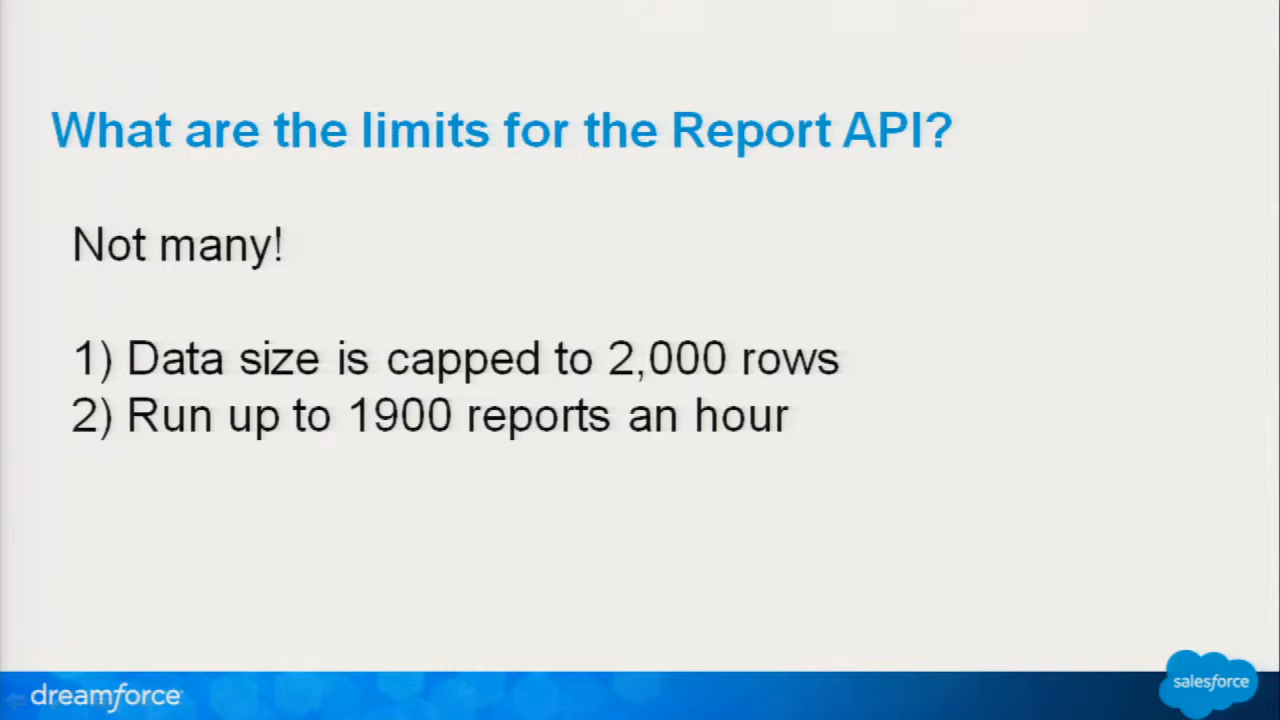 What are the limits for the Report API?
Not many!
1) Data size is capped to 2,000 rows
2) Run up to 1900 reports an hour
dreamforce
salesforce